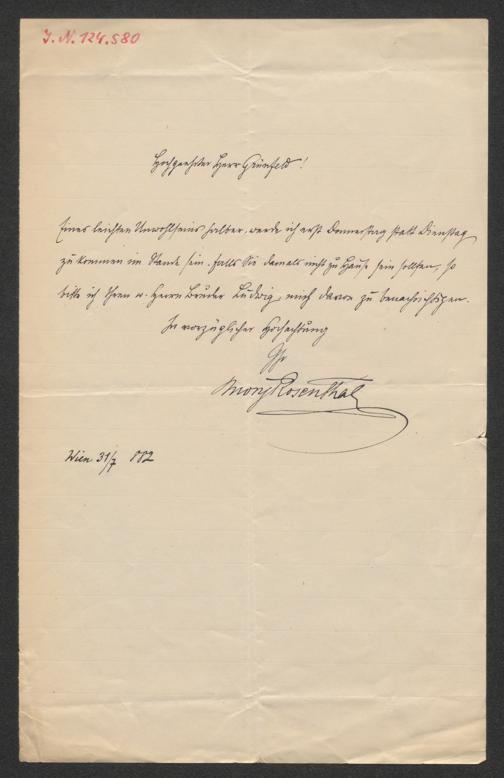 I. N. 124.580
Hochgeehrter Herr Grünfeld!
Eines leichten Unwohlseins halber, werde ich erst Donnerstag statt Dienstag
zu kommen im Stande sein. Falls Sie damals nicht zu Hause sein sollten, so
bitte ich Ihren w. Herrn Bruder Ludwig, mich davon zu benachrichtigen.
In vorzüglicher Hochachtung
Ihr
Moriz Rosenthal
Wien 31/7 882